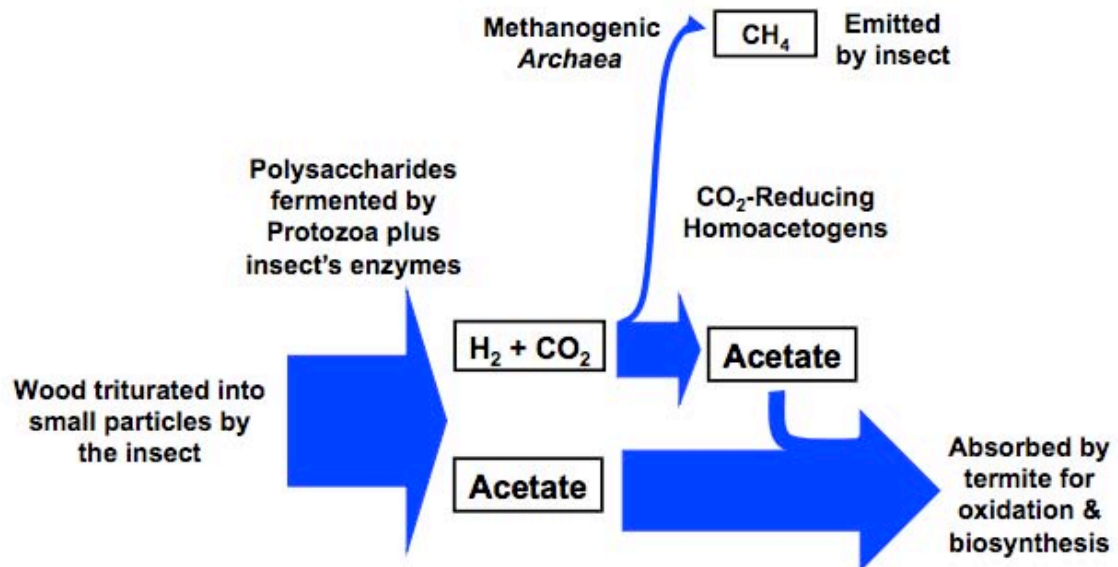 Methanogenic
Archaea
CH₄
Emitted
by insect
Polysaccharides
fermented by
Protozoa plus
insect's enzymes
CO₂-Reducing
Homoacetogens
H₂ + CO₂
Acetate
Wood triturated into
small particles by
the insect
Acetate
Absorbed by
termite for
oxidation &
biosynthesis